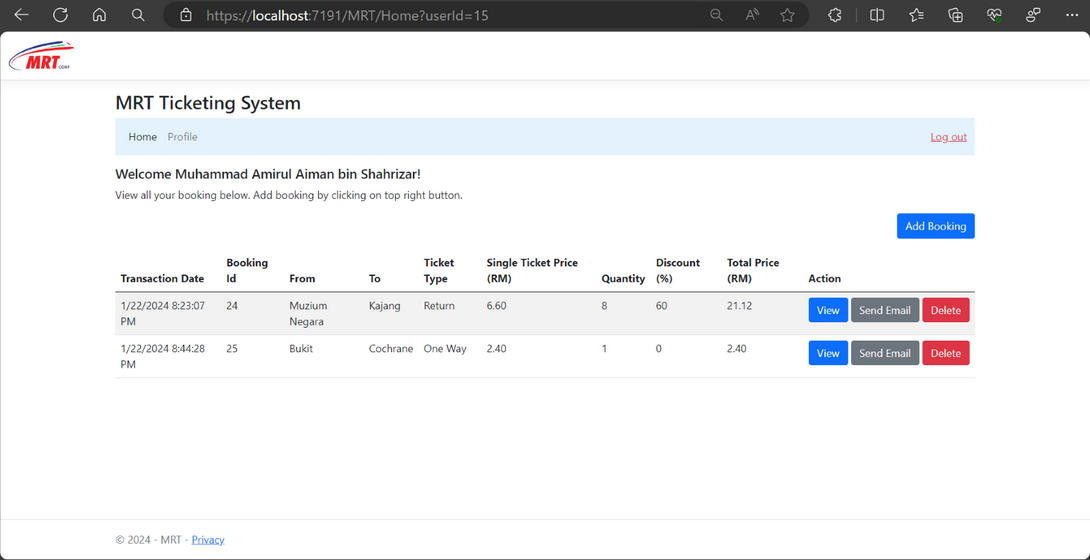 https://localhost:7191/MRT/Home?userId=15
MRT CORP
MRT Ticketing System
Home Profile Log out
Welcome Muhammad Amirul Aiman bin Shahrizar!
View all your booking below. Add booking by clicking on top right button.
Add Booking
Transaction Date Booking Id From To Ticket Type Single Ticket Price (RM) Quantity Discount (%) Total Price (RM) Action
1/22/2024 8:23:07 PM 24 Muzium Negara Kajang Return 6.60 8 60 21.12 View Send Email Delete
1/22/2024 8:44:28 PM 25 Bukit Cochrane One Way 2.40 1 0 2.40 View Send Email Delete
© 2024 - MRT - Privacy